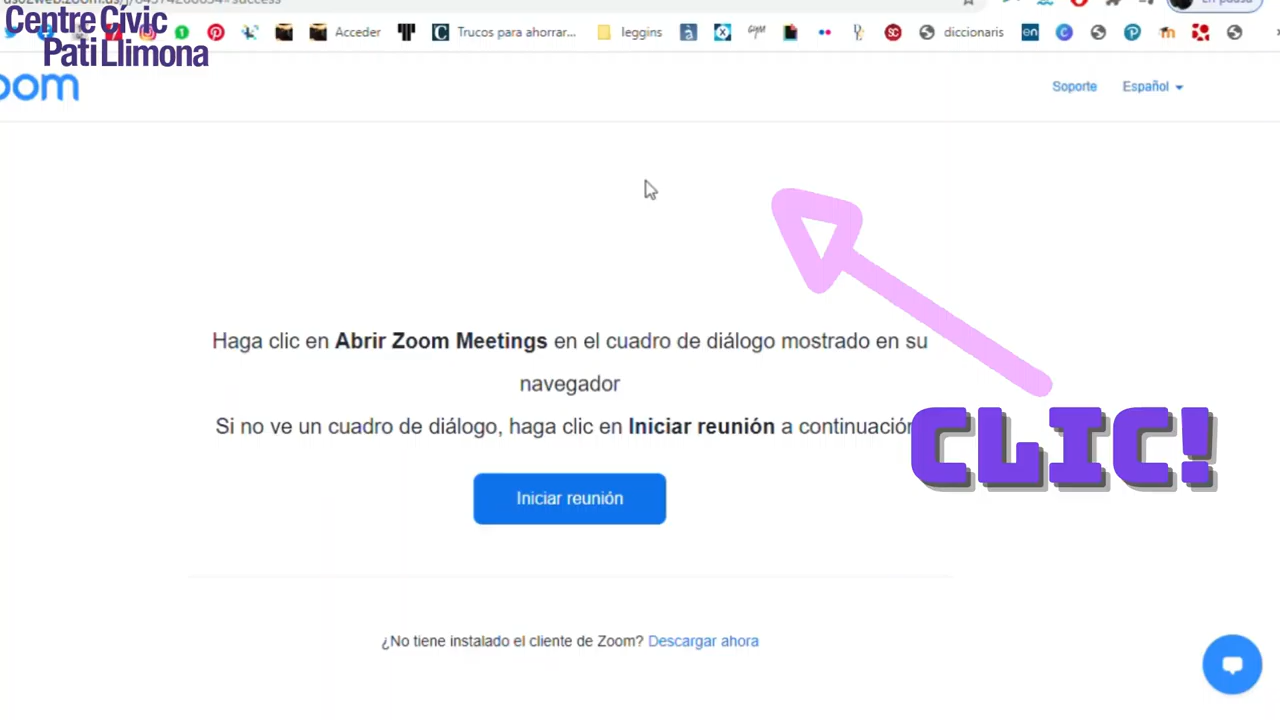 Centre Cívic
Pati Llimona
En pausa
Acceder
Trucos para ahorrar...
leggins
diccionaris
oom
Soporte
Español
Haga clic en Abrir Zoom Meetings en el cuadro de diálogo mostrado en su
navegador
Si no ve un cuadro de diálogo, haga clic en Iniciar reunión a continuación
CLIC!
Iniciar reunión
¿No tiene instalado el cliente de Zoom? Descargar ahora